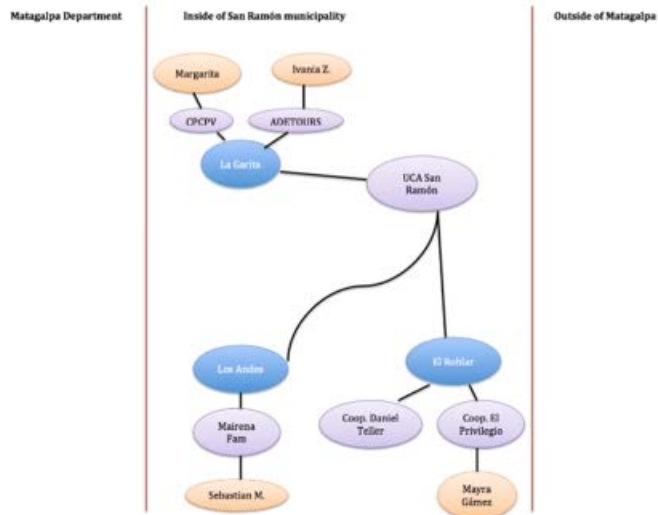 Matagalpa Department
Inside of San Ramón municipality
Outside of Matagalpa
Margarita
Ivania Z.
CPCPV
ADETOURS
La Garita
UCA San
Ramón
Los Andes
El Roblar
Mairena
Fam
Coop. Daniel
Teller
Coop. El
Privilegio
Sebastian M.
Mayra
Gámez